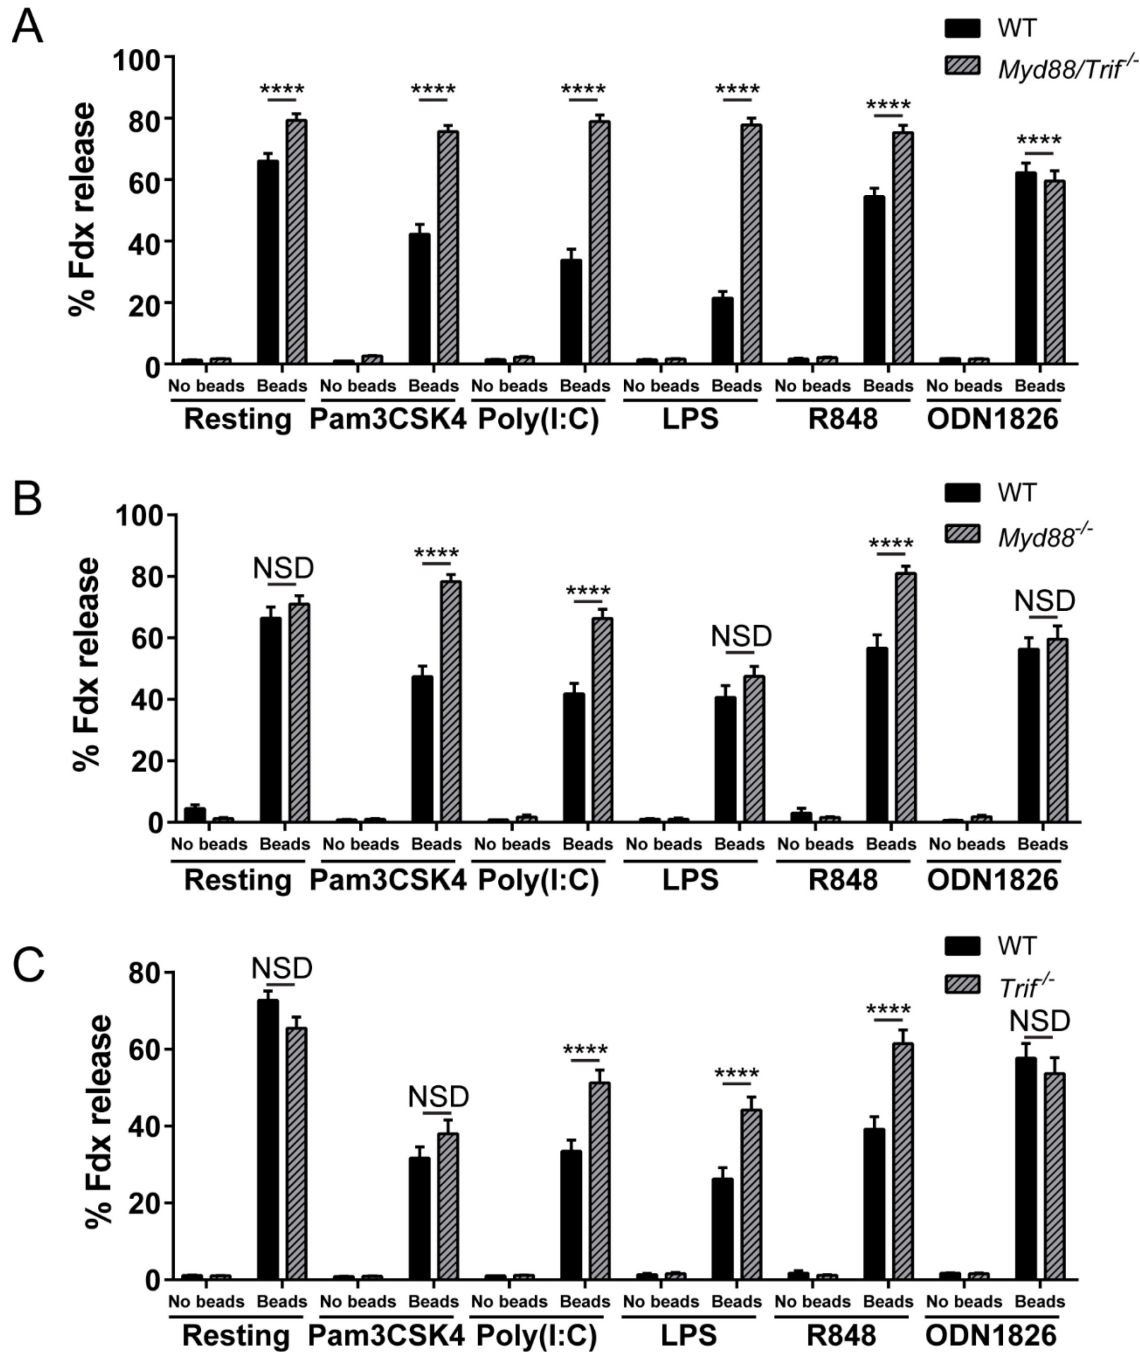 A
WT
Myd88/Trif-/-
% Fdx release
100
80
60
40
20
0
**** **** **** **** **** ****
No beads Beads No beads Beads No beads Beads No beads Beads No beads Beads No beads Beads
Resting Pam3CSK4 Poly(I:C) LPS R848 ODN1826
B
WT
Myd88-/-
% Fdx release
100
80
60
40
20
0
NSD **** **** NSD **** NSD
No beads Beads No beads Beads No beads Beads No beads Beads No beads Beads No beads Beads
Resting Pam3CSK4 Poly(I:C) LPS R848 ODN1826
C
WT
Trif-/-
% Fdx release
80
60
40
20
0
NSD NSD **** **** **** NSD
No beads Beads No beads Beads No beads Beads No beads Beads No beads Beads No beads Beads
Resting Pam3CSK4 Poly(I:C) LPS R848 ODN1826